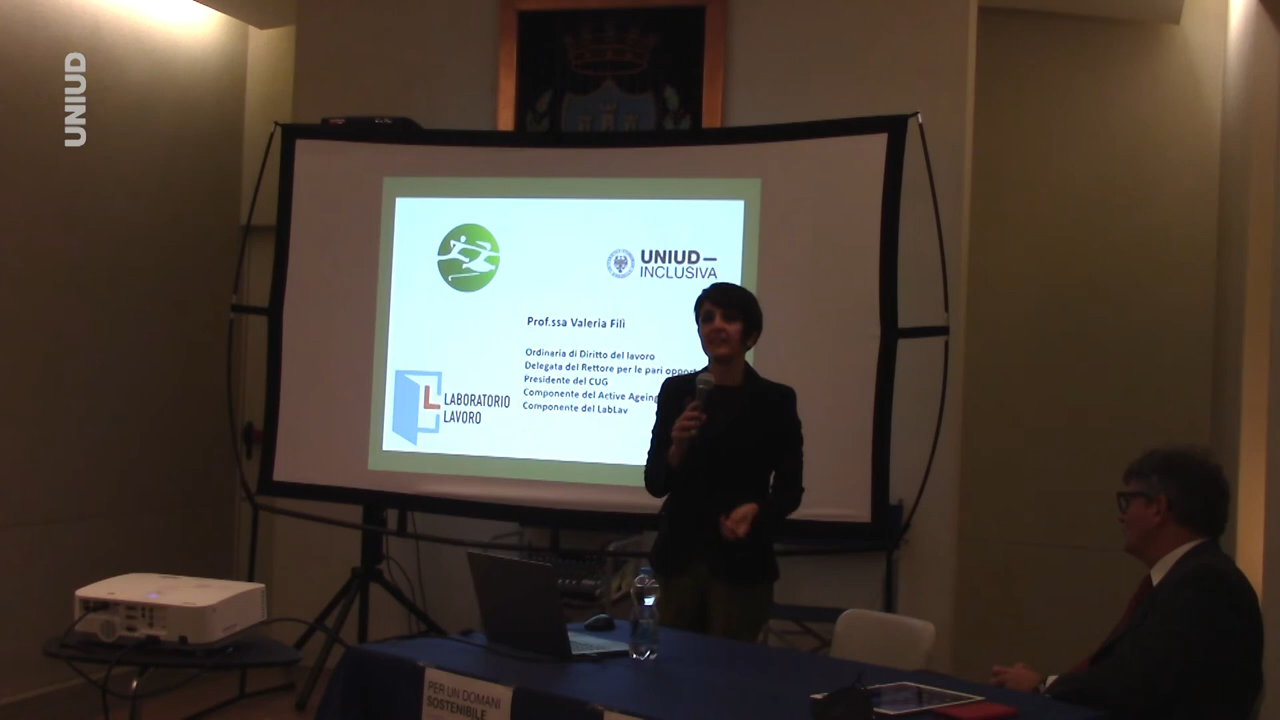 UNIUD
UNIUD—
INCLUSIVA
Prof.ssa Valeria Filì
Ordinaria di Diritto del lavoro
Delegata del Rettore per le pari
Presidente del CUG
Componente del Active Ageing
Componente del LabLav
LABORATORIO
LAVORO
PER UN DOMANI
SOSTENIBILE